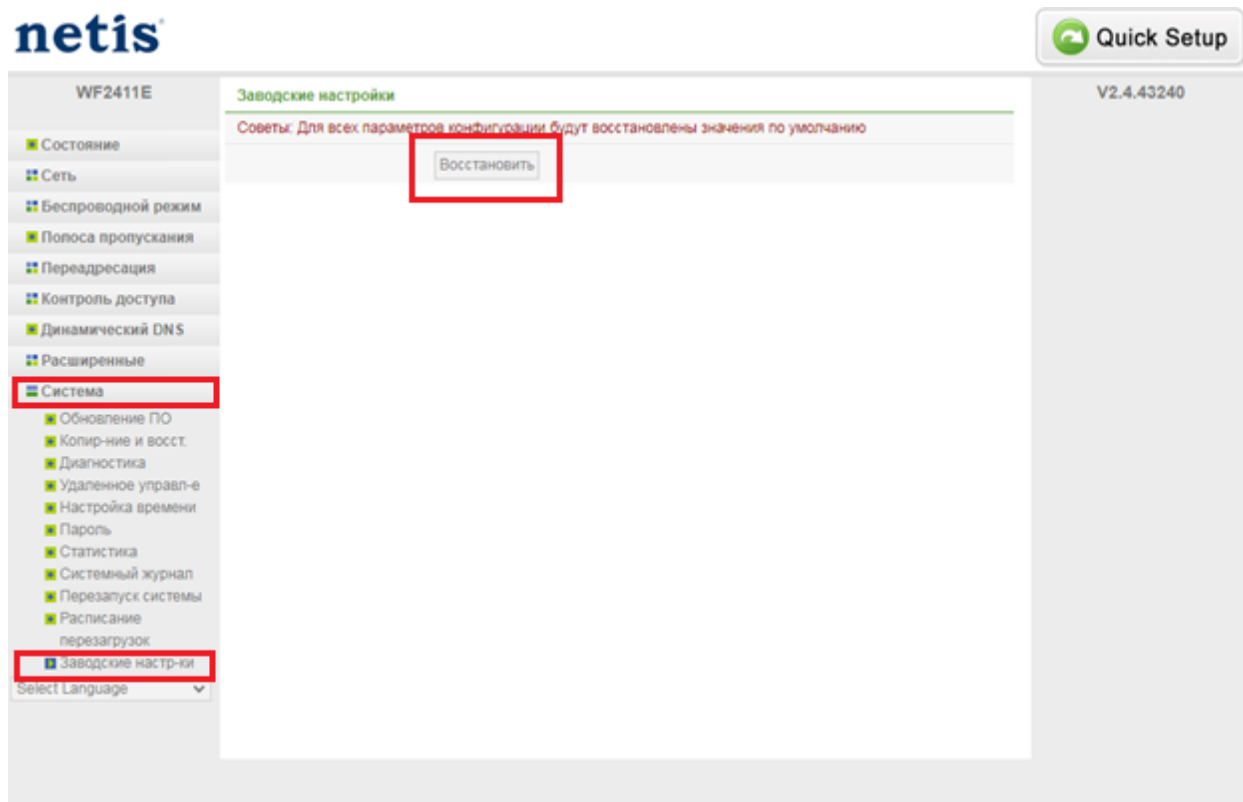 netis
Quick Setup
WF2411E
V2.4.43240
Состояние
Сеть
Беспроводной режим
Полоса пропускания
Переадресация
Контроль доступа
Динамический DNS
Расширенные
Система
Обновление ПО
Копир-ние и восст.
Диагностика
Удаленное управл-е
Настройка времени
Пароль
Статистика
Системный журнал
Перезапуск системы
Расписание
перезагрузок
Заводские настр-ки
Select Language
Заводские настройки
Советы: Для всех параметров конфигурации будут восстановлены значения по умолчанию
Восстановить